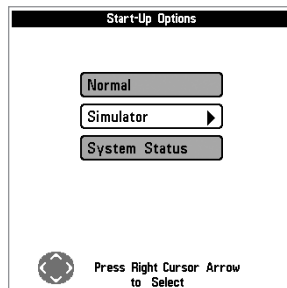 Start-Up Options
Normal
Simulator
System Status
Press Right Cursor Arrow
to Select